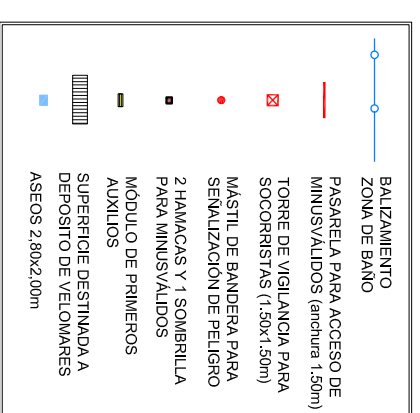 BALIZAMIENTO
ZONA DE BAÑO
PASARELA PARA ACCESO DE
MINUSVÁLIDOS (anchura 1.50m)
TORRE DE VIGILANCIA PARA
SOCORRISTAS (1.50x1.50m)
MÁSTIL DE BANDERA PARA
SEÑALIZACIÓN DE PELIGRO
2 HAMACAS Y 1 SOMBRILLA
PARA MINUSVÁLIDOS
MÓDULO DE PRIMEROS
AUXILIOS
SUPERFICIE DESTINADA A
DEPOSITO DE VELOMARES
ASEOS 2,80x2,00m